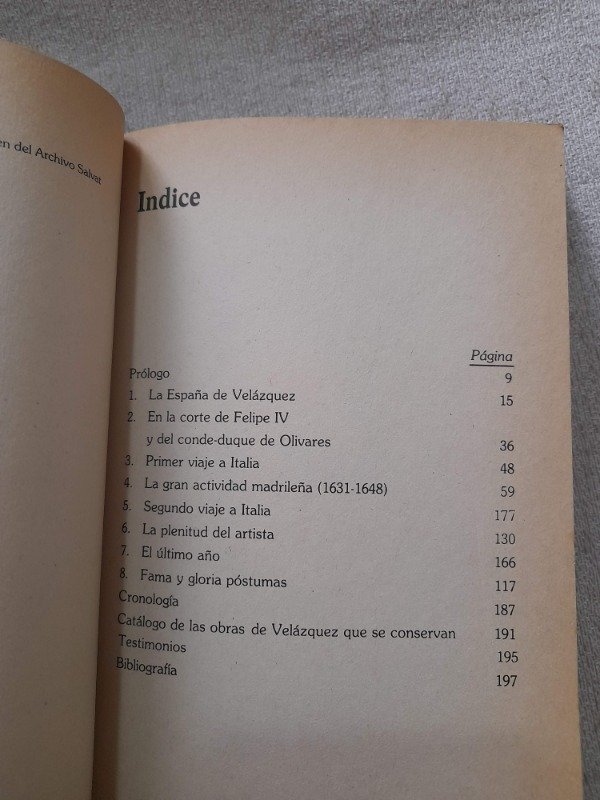 en del Archivo Salvat
Indice
Página
Prólogo 9
1. La España de Velázquez 15
2. En la corte de Felipe IV
y del conde-duque de Olivares 36
3. Primer viaje a Italia 48
4. La gran actividad madrileña (1631-1648) 59
5. Segundo viaje a Italia 177
6. La plenitud del artista 130
7. El último año 166
8. Fama y gloria póstumas 117
Cronología 187
Catálogo de las obras de Velázquez que se conservan 191
Testimonios 195
Bibliografía 197